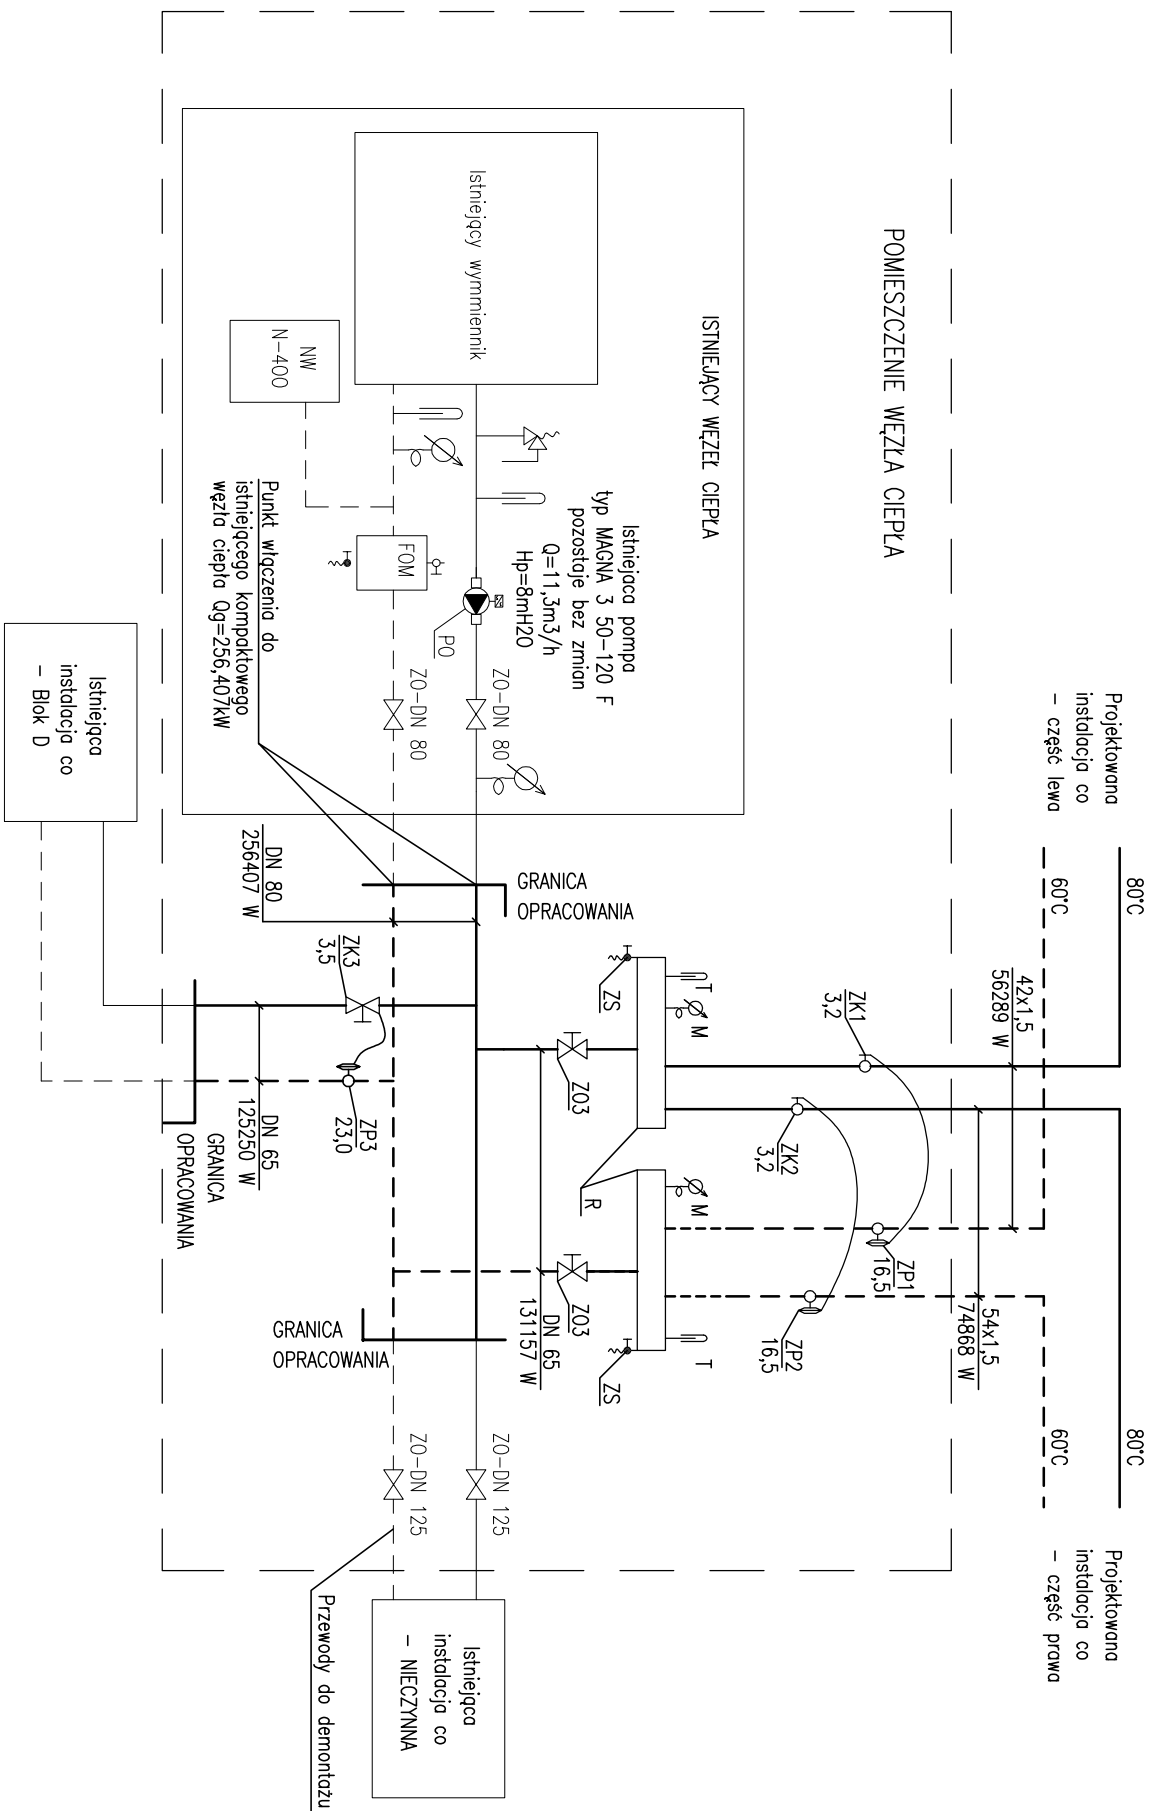 POMIESZCZENIE WĘZŁA CIEPŁA
ISTNIEJĄCY WĘZEŁ CIEPŁA
Istniejący wymmiennik
NW
N-400
FOM
Istniejaca pompa
typ MAGNA 3 50-120 F
pozostaje bez zmian
Q=11,3m3/h
Hp=8mH2O
PO
ZO-DN 80
ZO-DN 80
Punkt włączenia do
istniejącego kompaktowego
węzła ciepła Qg=256,407kW
Istniejąca
instalacja co
- Blok D
DN 80
256407 W
GRANICA
OPRACOWANIA
ZK3
3,5
ZP3
23,0
DN 65
125250 W
GRANICA
OPRACOWANIA
ZS
T
M
ZO3
R
M
ZO3
DN 65
131157 W
ZS
T
GRANICA
OPRACOWANIA
ZK1
3,2
ZK2
3,2
ZP1
16,5
ZP2
16,5
42x1,5
56289 W
54x1,5
74868 W
Projektowana
instalacja co
- część lewa
80°C
60°C
80°C
60°C
Projektowana
instalacja co
- część prawa
ZO-DN 125
ZO-DN 125
Istniejąca
instalacja co
- NIECZYNNA
Przewody do demontażu